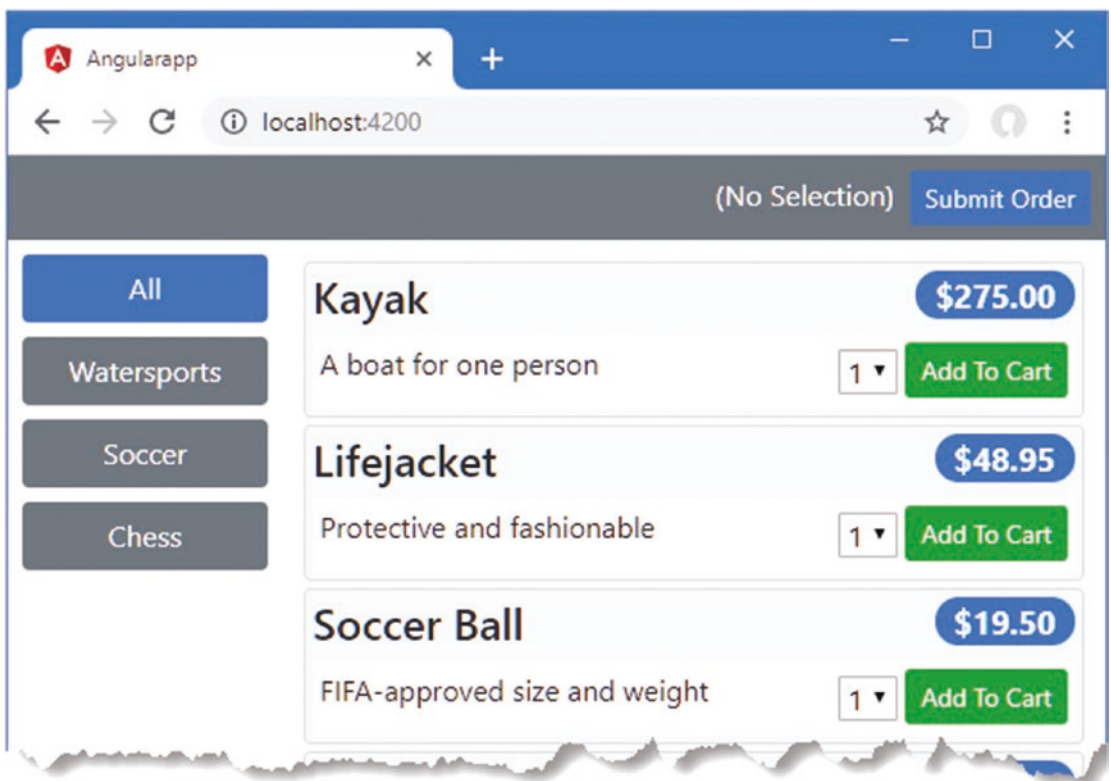 Angularapp
localhost:4200
(No Selection) Submit Order
All
Watersports
Soccer
Chess
Kayak $275.00
A boat for one person 1 Add To Cart
Lifejacket $48.95
Protective and fashionable 1 Add To Cart
Soccer Ball $19.50
FIFA-approved size and weight 1 Add To Cart